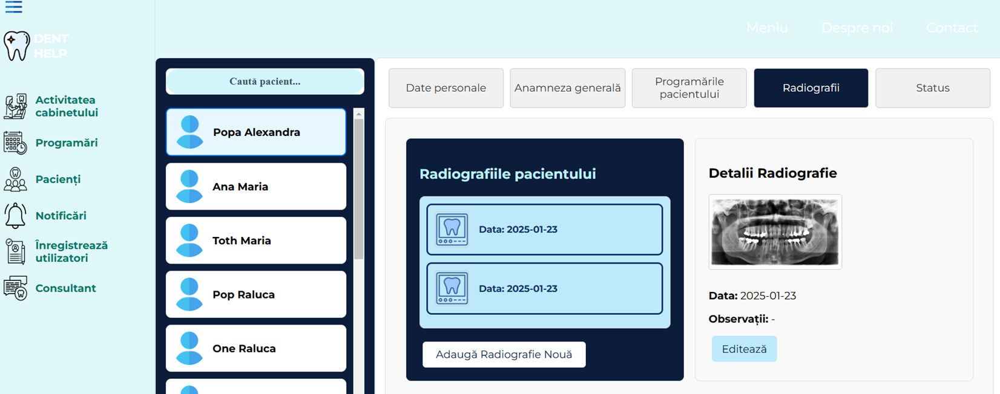 Meniu
Despre noi
Contact
DENT
HELP
Activitatea
cabinetului
Programări
Pacienți
Notificări
Înregistrează
utilizatori
Consultant
Caută pacient...
Popa Alexandra
Ana Maria
Toth Maria
Pop Raluca
One Raluca
Date personale
Anamneza generală
Programările
pacientului
Radiografii
Status
Radiografiile pacientului
Data: 2025-01-23
Data: 2025-01-23
Adaugă Radiografie Nouă
Detalii Radiografie
Data: 2025-01-23
Observații: -
Editează